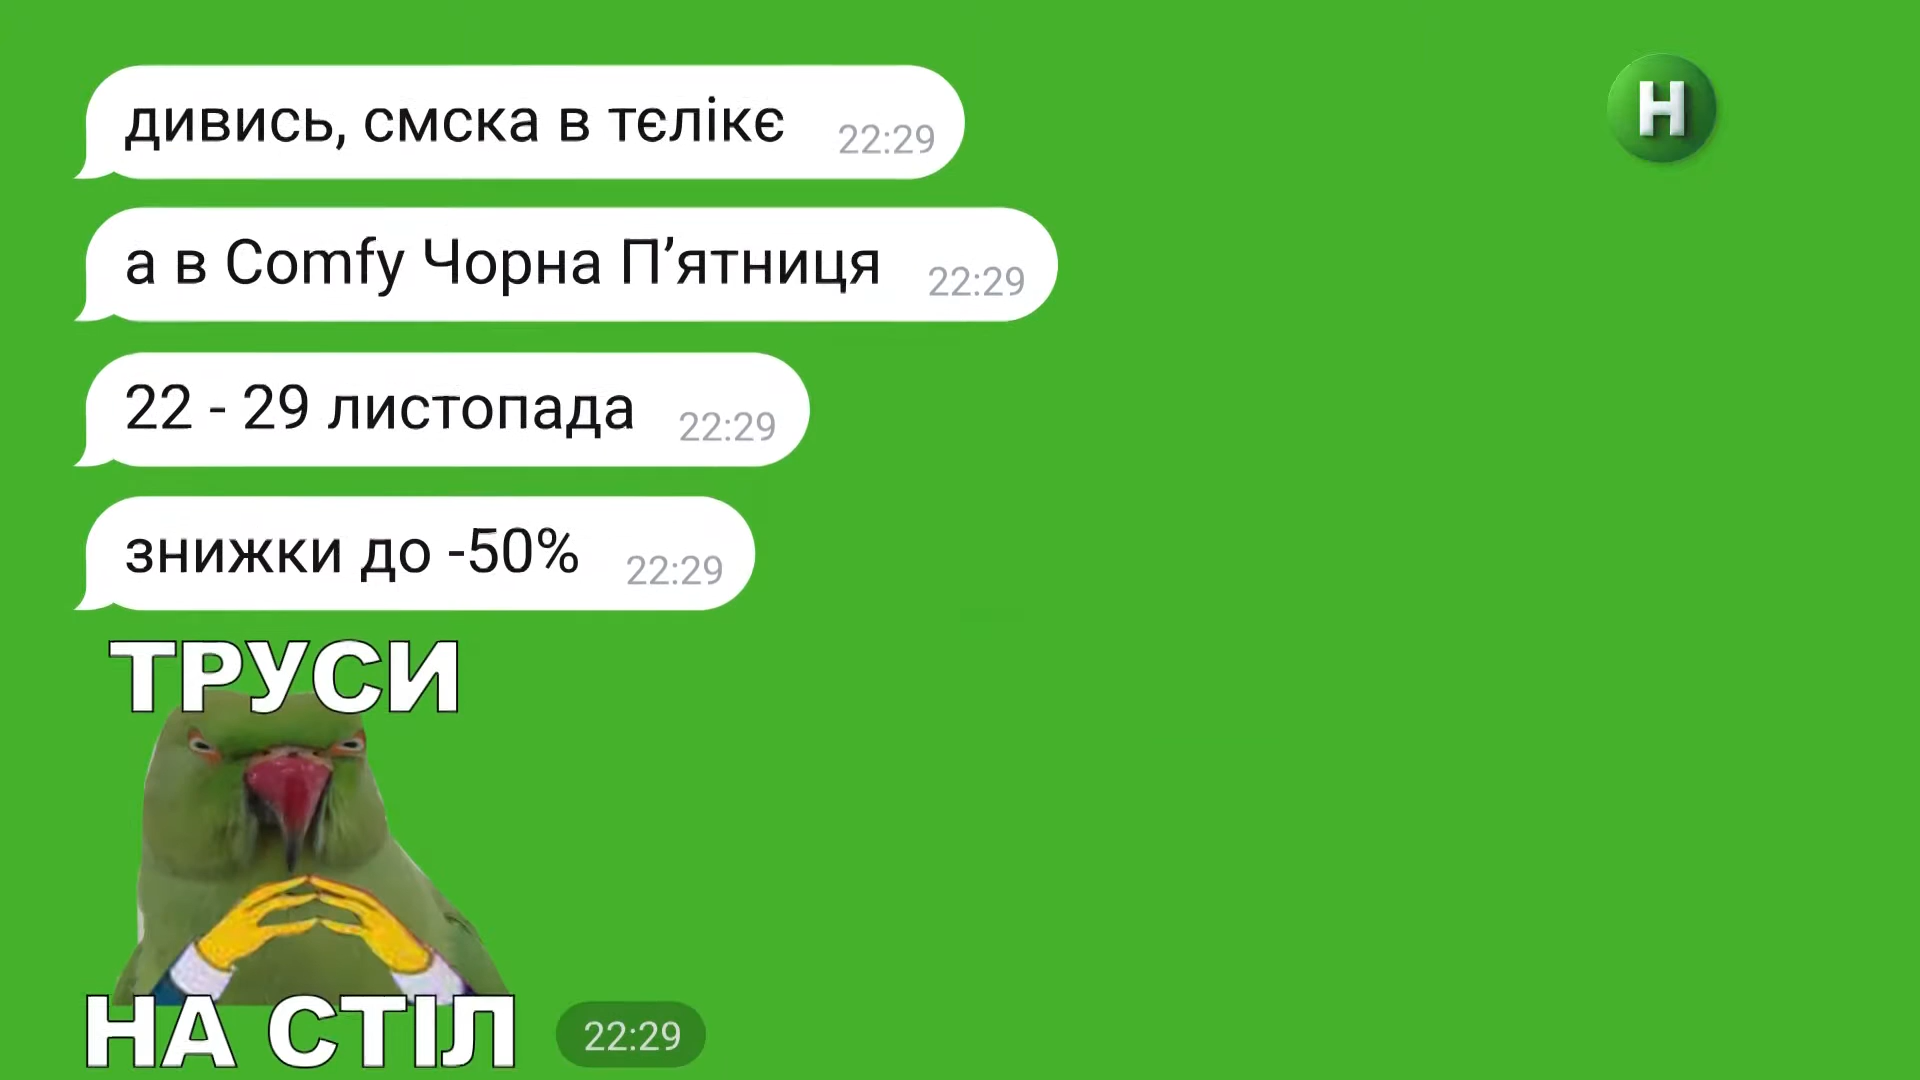 дивись, смска в тєлікє 22:29
Н
а в Comfy Чорна П’ятниця 22:29
22 - 29 листопада 22:29
знижки до -50% 22:29
ТРУСИ
НА СТІЛ 22:29